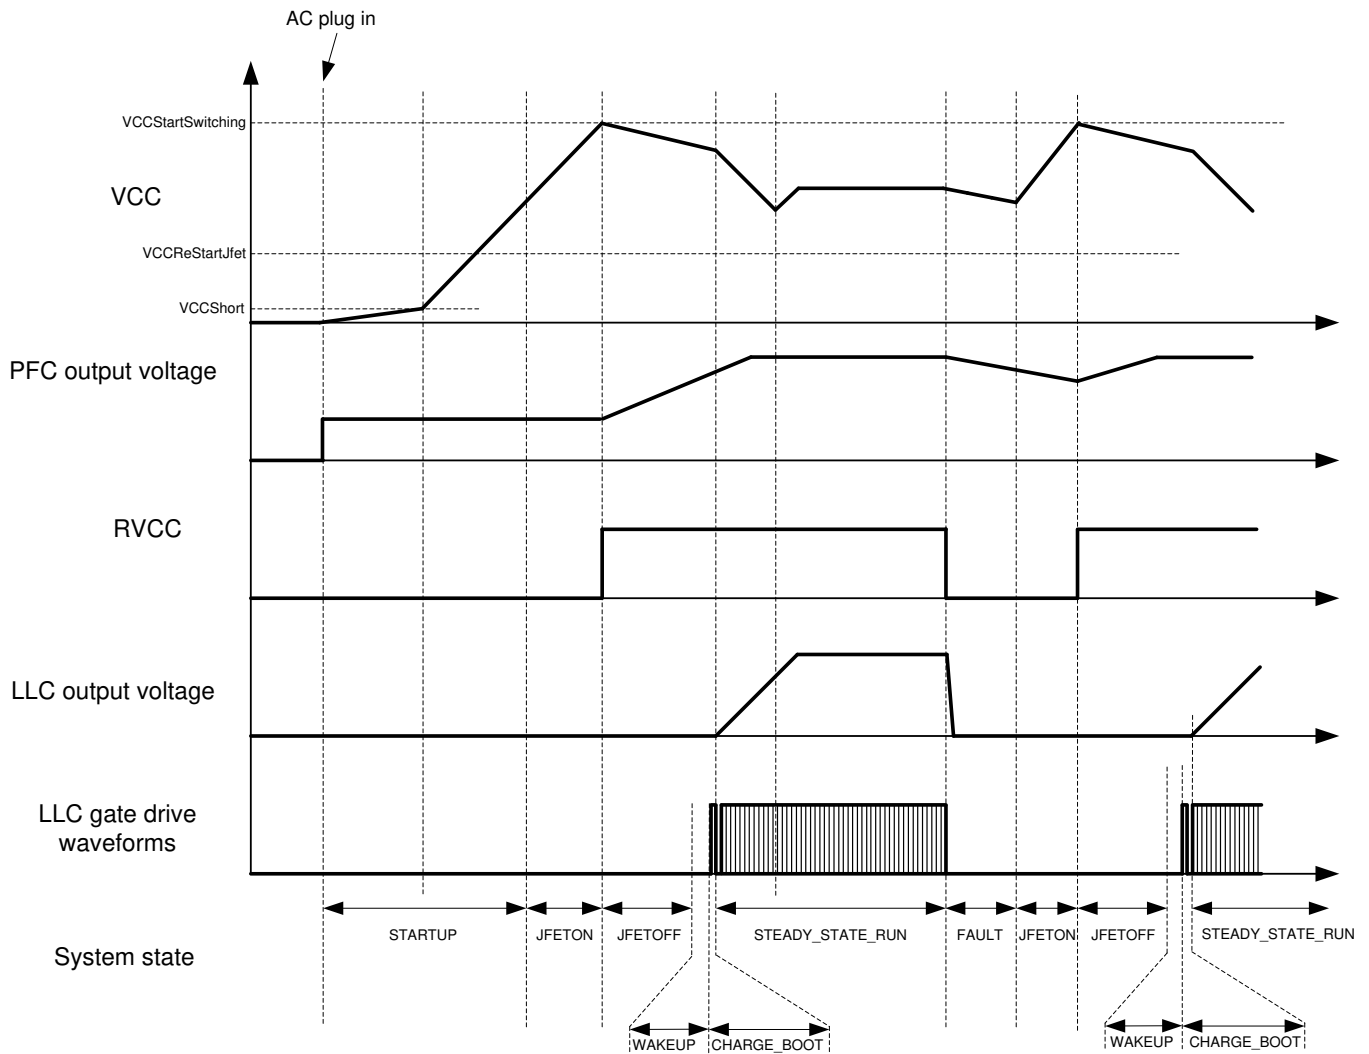 AC plug in
VCCStartSwitching
VCC
VCCReStartJfet
VCCShort
PFC output voltage
RVCC
LLC output voltage
LLC gate drive
waveforms
STARTUP JFETON JFETOFF STEADY_STATE_RUN FAULT JFETON JFETOFF STEADY_STATE_RUN
System state
WAKEUP CHARGE_BOOT WAKEUP CHARGE_BOOT